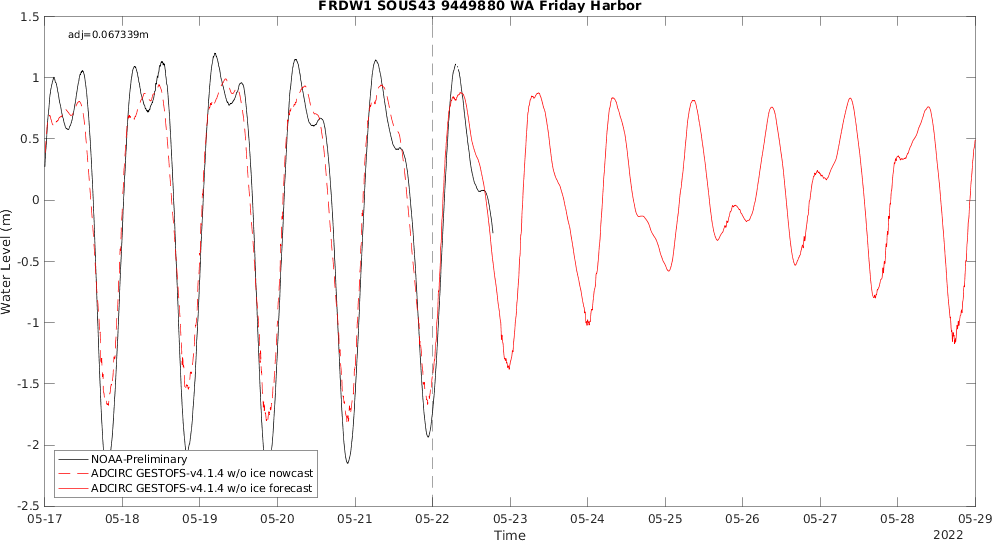 FRDW1 SOUS43 9449880 WA Friday Harbor
adj=0.067339m
1.5
1
0.5
0
-0.5
-1
-1.5
-2
-2.5
Water Level (m)
NOAA-Preliminary
ADCIRC GESTOFS-v4.1.4 w/o ice nowcast
ADCIRC GESTOFS-v4.1.4 w/o ice forecast
05-17 05-18 05-19 05-20 05-21 05-22 05-23 05-24 05-25 05-26 05-27 05-28 05-29
Time
2022